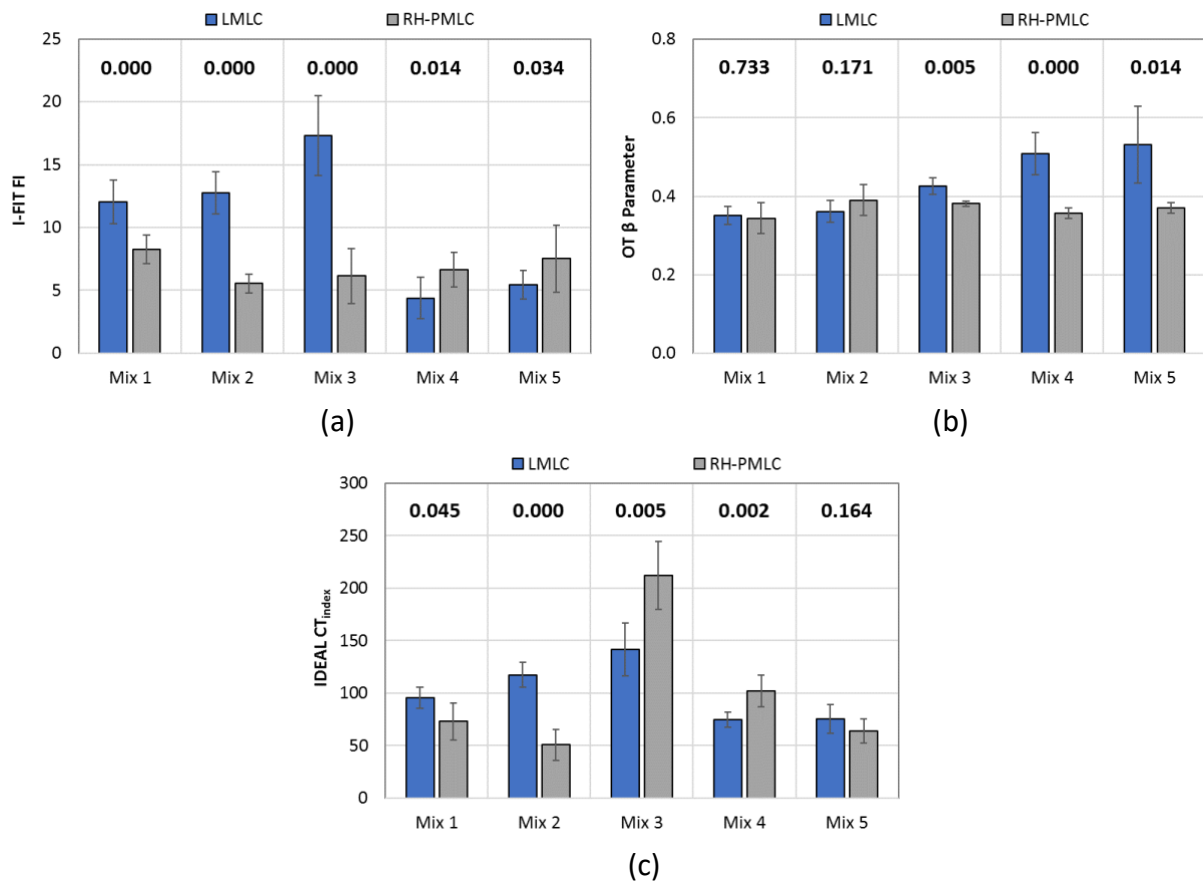 LMLC RH-PMLC
I-FIT FI
25
20
15
10
5
0
0.000 0.000 0.000 0.014 0.034
Mix 1 Mix 2 Mix 3 Mix 4 Mix 5
(a)
LMLC RH-PMLC
OT β Parameter
0.8
0.6
0.4
0.2
0.0
0.733 0.171 0.005 0.000 0.014
Mix 1 Mix 2 Mix 3 Mix 4 Mix 5
(b)
LMLC RH-PMLC
IDEAL CTindex
300
250
200
150
100
50
0
0.045 0.000 0.005 0.002 0.164
Mix 1 Mix 2 Mix 3 Mix 4 Mix 5
(c)